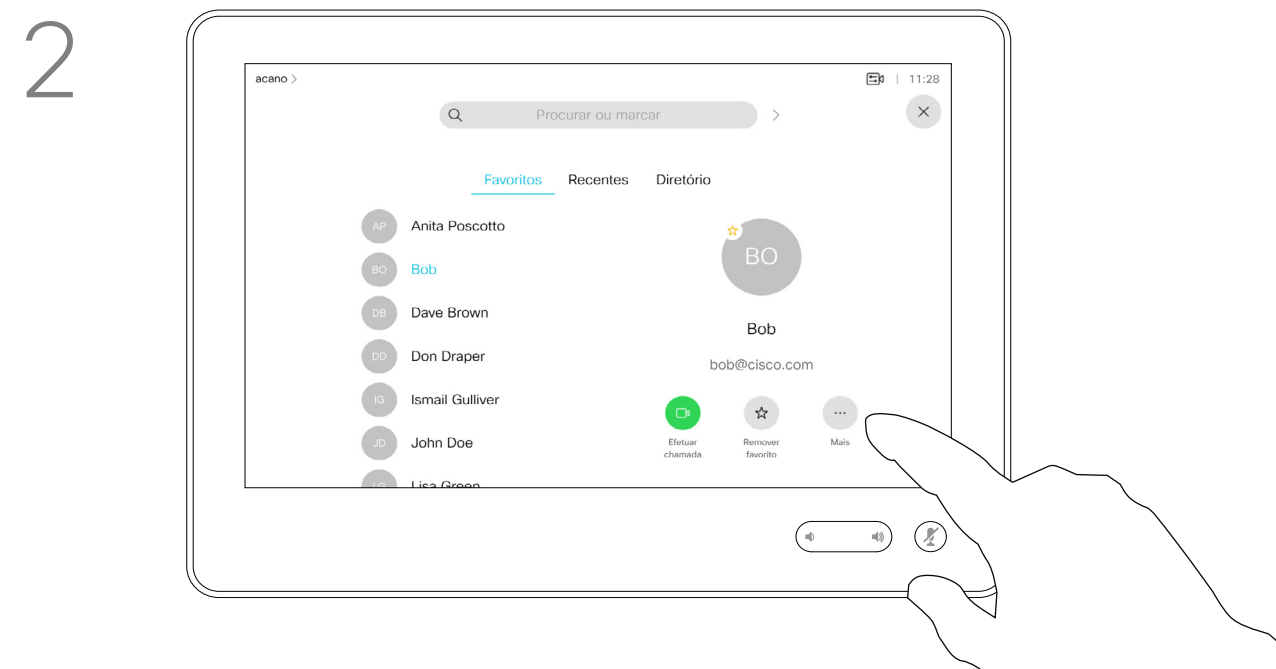 2
acano >
11:28
Procurar ou marcar
Favoritos Recentes Diretório
AP Anita Poscotto
BO Bob
DB Dave Brown
DD Don Draper
IG Ismail Gulliver
JD John Doe
LG Lisa Green
BO
Bob
bob@cisco.com
Efetuar
chamada
Remover
favorito
Mais